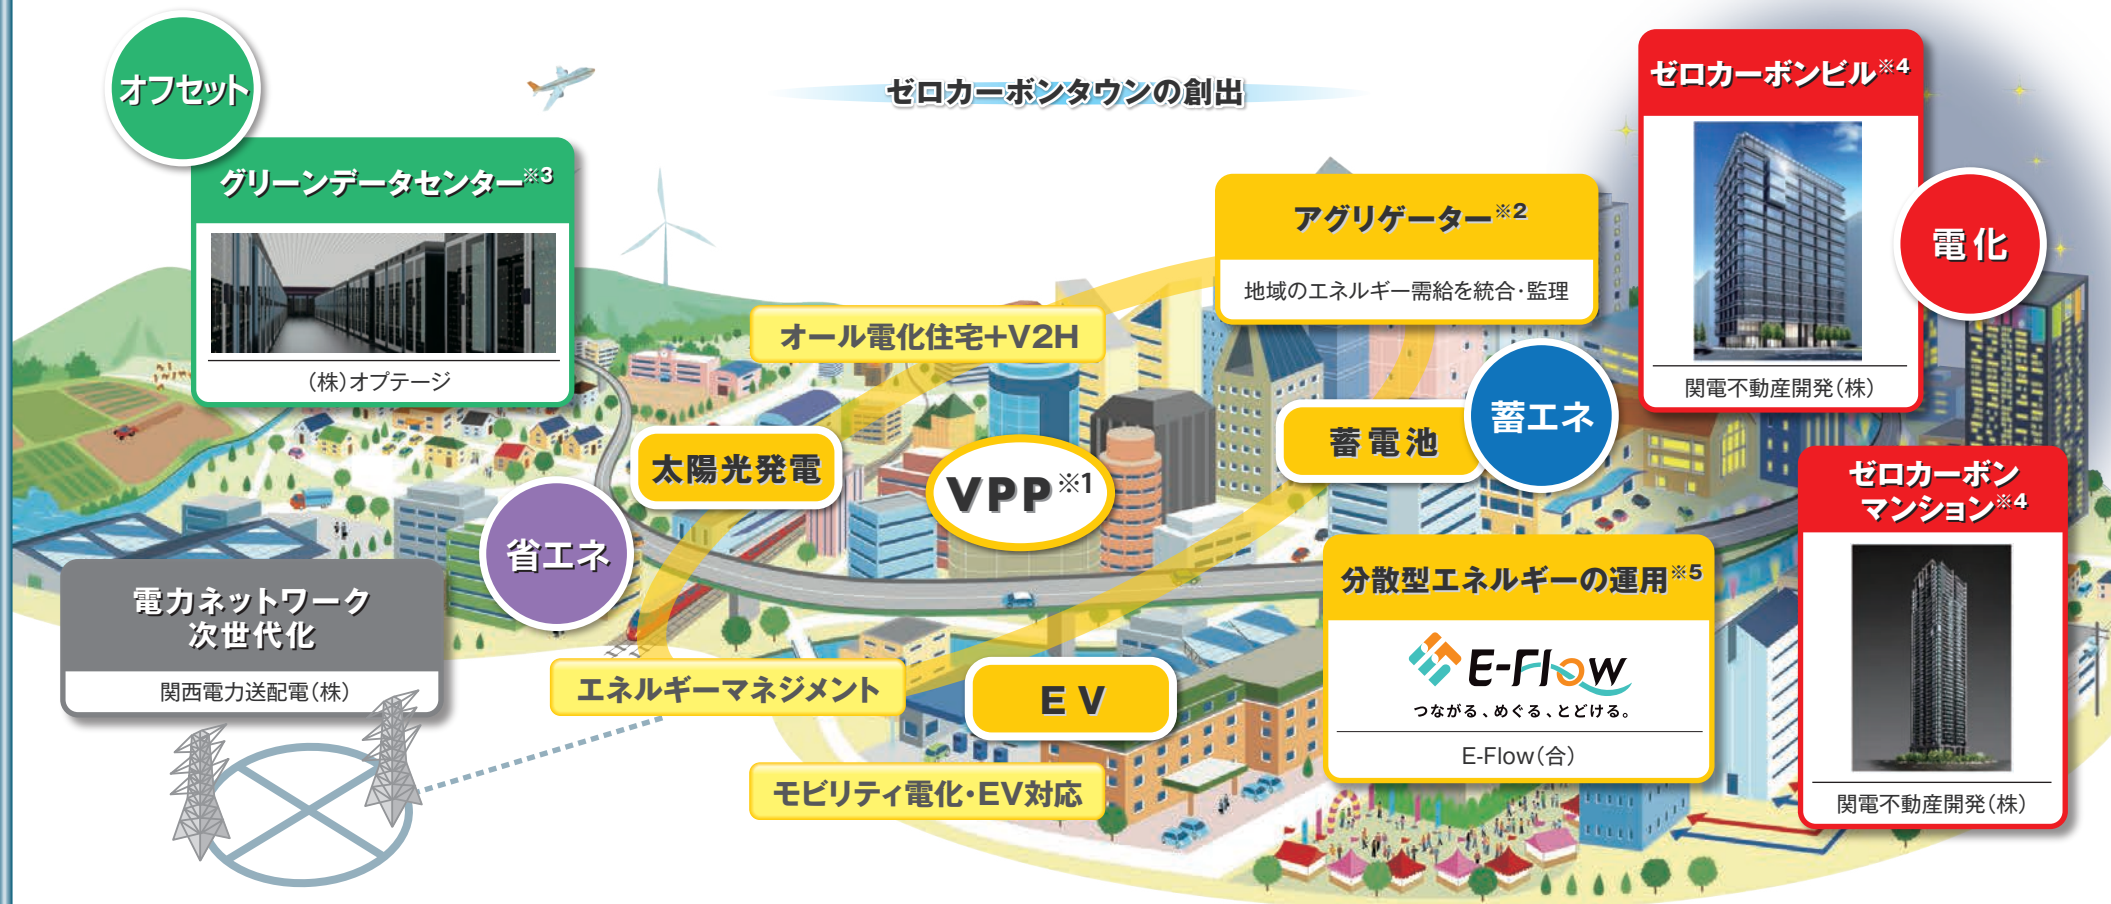 ゼロカーボンタウンの創出
オフセット
グリーンデータセンター※3
(株)オプテージ
アグリゲーター※2
地域のエネルギー需給を統合・監理
ゼロカーボンビル※4
関電不動産開発(株)
電化
オール電化住宅+V2H
太陽光発電
VPP※1
蓄電池
蓄エネ
省エネ
電力ネットワーク
次世代化
関西電力送配電(株)
エネルギーマネジメント
EV
モビリティ電化・EV対応
分散型エネルギーの運用※5
E-Flow
つながる、めぐる、とどける。
E-Flow(合)
ゼロカーボン
マンション※4
関電不動産開発(株)